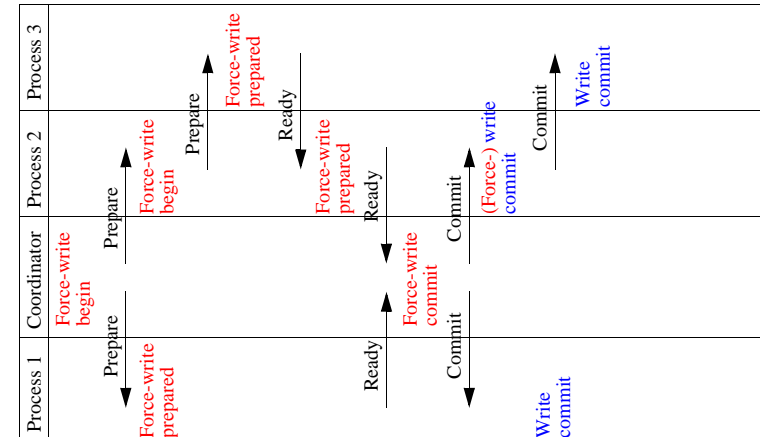 Process 1
Coordinator
Process 2
Process 3
Force-write
begin
Prepare
Prepare
Force-write
prepared
Force-write
begin
Prepare
Force-write
prepared
Ready
Force-write
prepared
Ready
Ready
Force-write
commit
Commit
Commit
(Force-) write
commit
Write
commit
Commit
Write
commit